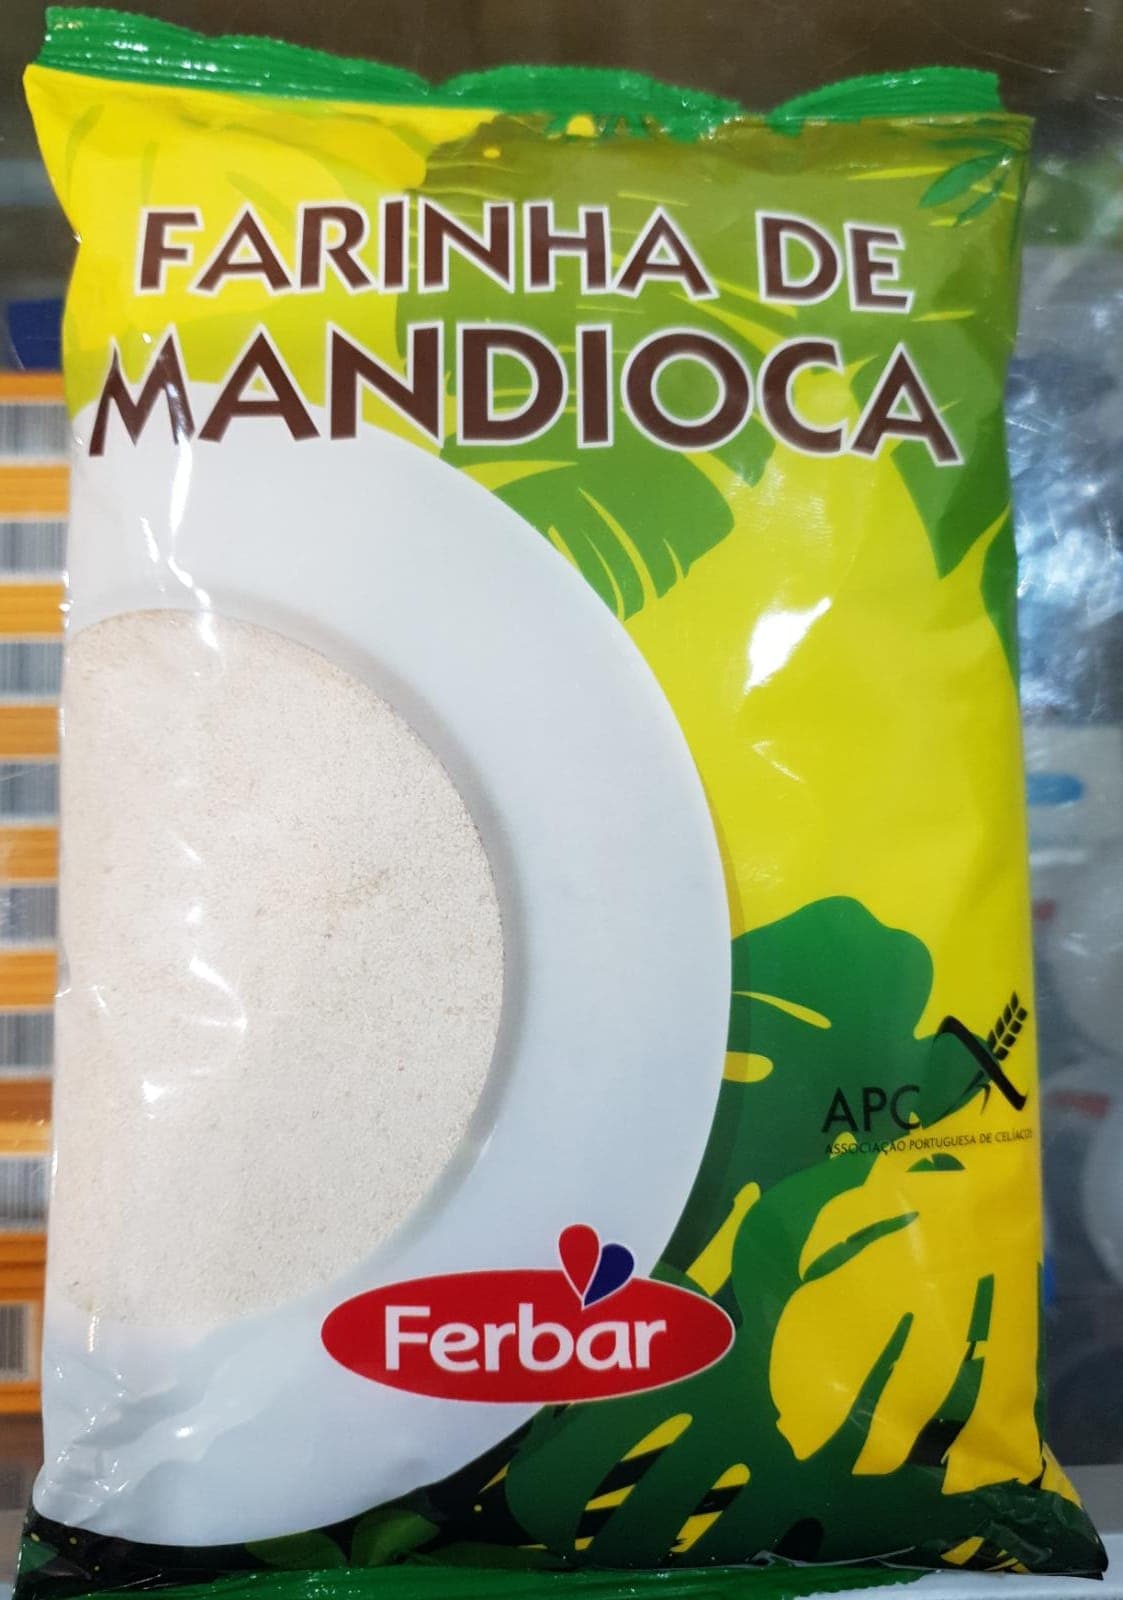 FARINHA DE
MANDIOCA
APC
ASSOCIAÇÃO PORTUGUESA DE CELÍACOS
Ferbar